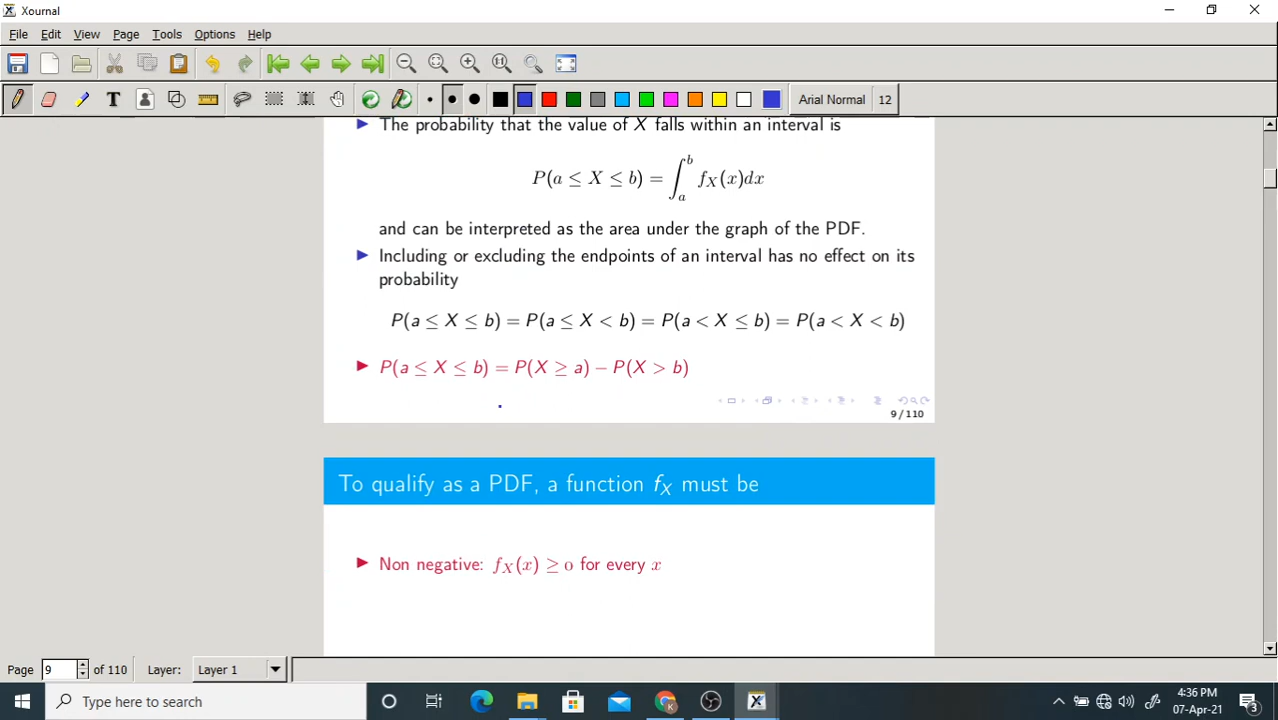 Xournal
File Edit View Page Tools Options Help
T Arial Normal 12
The probability that the value of X falls within an interval is
P(a ≤ X ≤ b) = ∫_a^b f_X(x)dx
and can be interpreted as the area under the graph of the PDF.
Including or excluding the endpoints of an interval has no effect on its
probability
P(a ≤ X ≤ b) = P(a ≤ X < b) = P(a < X ≤ b) = P(a < X < b)
P(a ≤ X ≤ b) = P(X ≥ a) − P(X > b)
9 / 110
To qualify as a PDF, a function f_X must be
Non negative: f_X(x) ≥ 0 for every x
Page 9 of 110 Layer: Layer 1
Type here to search
4:36 PM
07-Apr-21
3